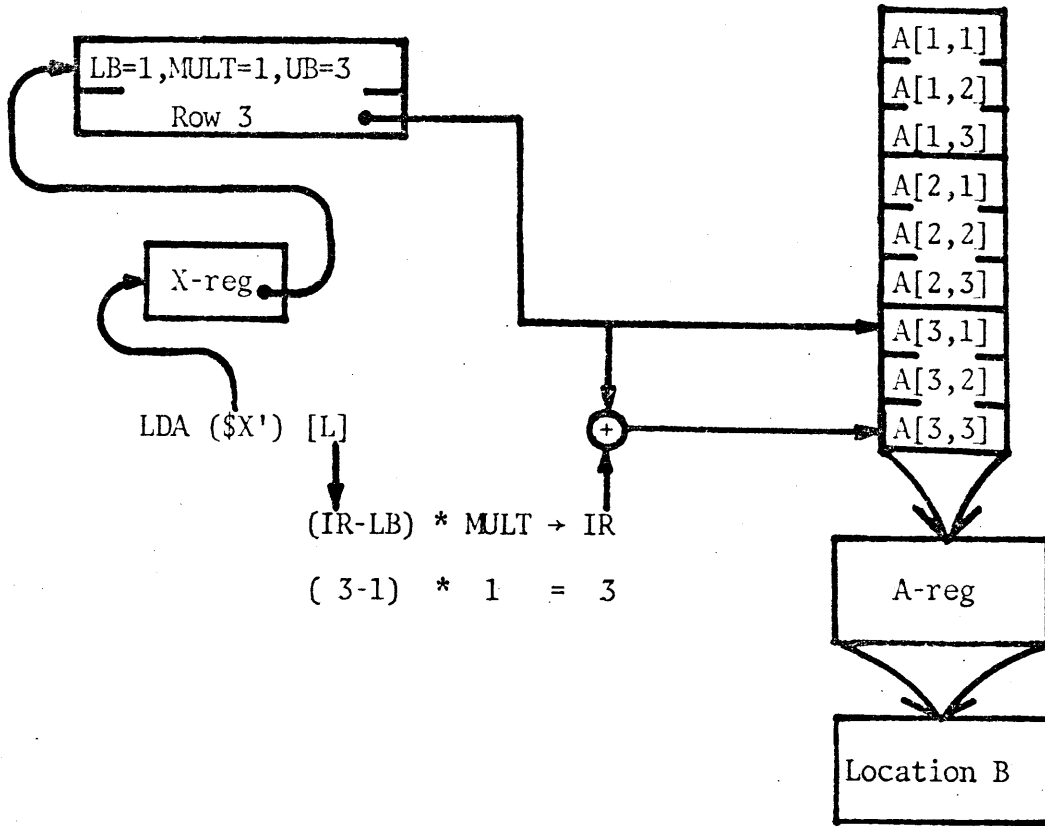 LB=1,MULT=1,UB=3
Row 3
X-reg
LDA ($X') [L]
(IR-LB) * MULT → IR
( 3-1) * 1 = 3
+
A[1,1]
A[1,2]
A[1,3]
A[2,1]
A[2,2]
A[2,3]
A[3,1]
A[3,2]
A[3,3]
A-reg
Location B